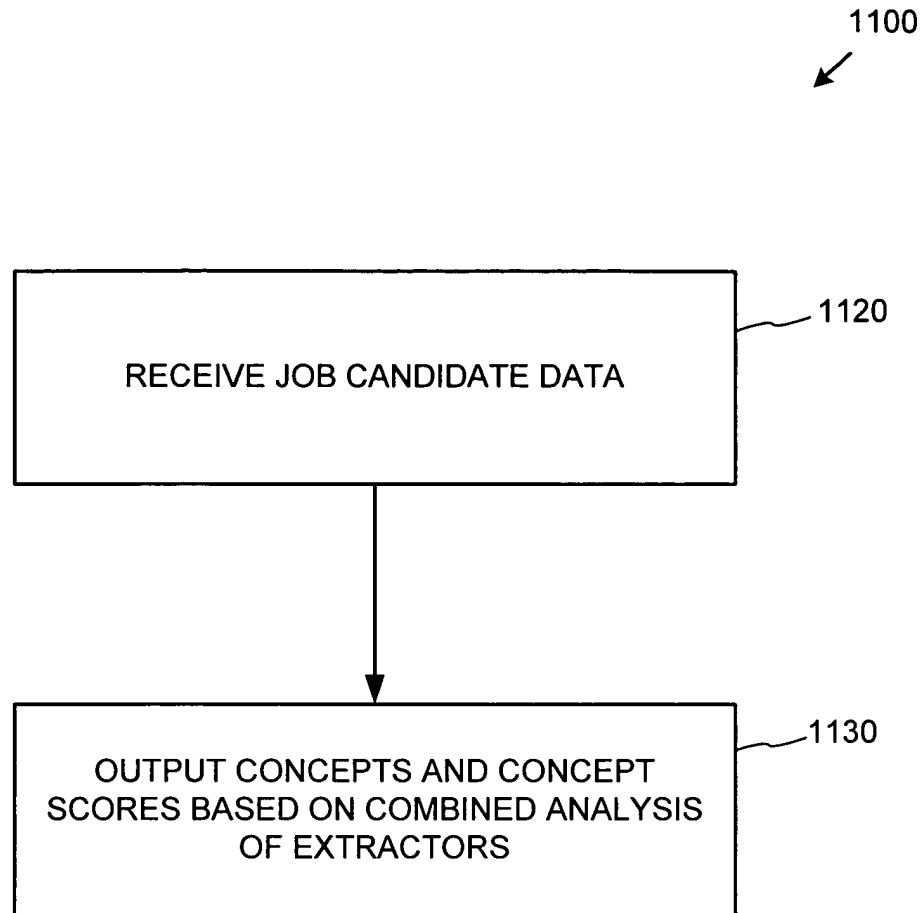 1100
1120
RECEIVE JOB CANDIDATE DATA
1130
OUTPUT CONCEPTS AND CONCEPT
SCORES BASED ON COMBINED ANALYSIS
OF EXTRACTORS